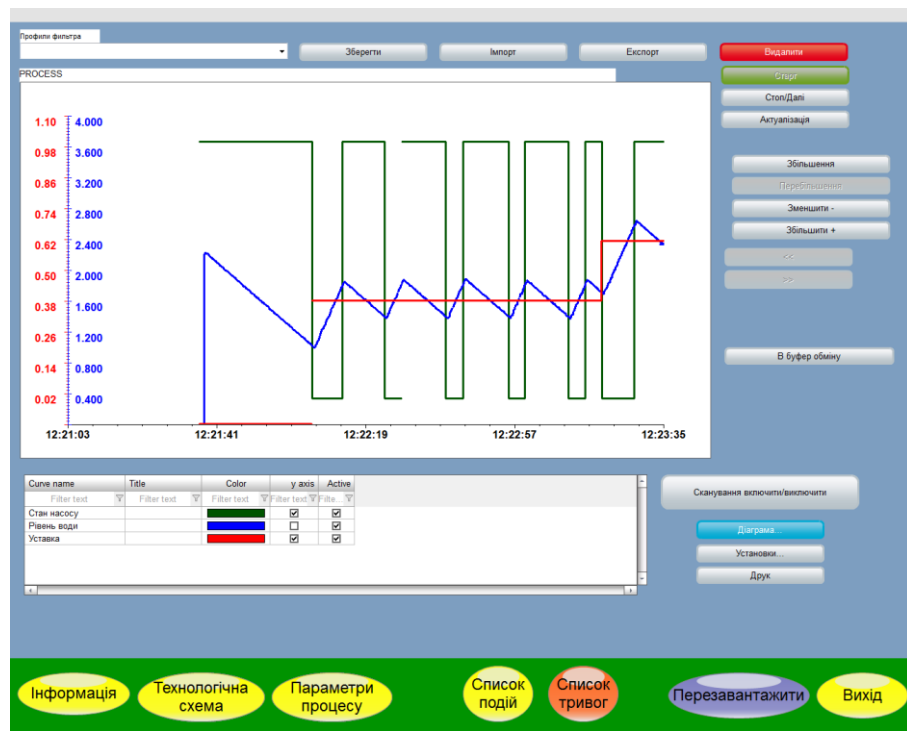 Профили фильтра
Зберегти Імпорт Експорт Видалити
PROCESS
Старт
Стоп/Далі
Актуалізація
Збільшення
Перебільшення
Зменшити -
Збільшити +
<<
>>
В буфер обміну
1.10 4.000
0.98 3.600
0.86 3.200
0.74 2.800
0.62 2.400
0.50 2.000
0.38 1.600
0.26 1.200
0.14 0.800
0.02 0.400
12:21:03 12:21:41 12:22:19 12:22:57 12:23:35
Curve name Title Color y axis Active
Filter text Filter text Filter text Filter text Filte...
Стан насосу
Рівень води
Уставка
Сканування включити/виключити
Діаграма...
Установки...
Друк
Інформація
Технологічна
схема
Параметри
процесу
Список
подій
Список
тривог
Перезавантажити
Вихід